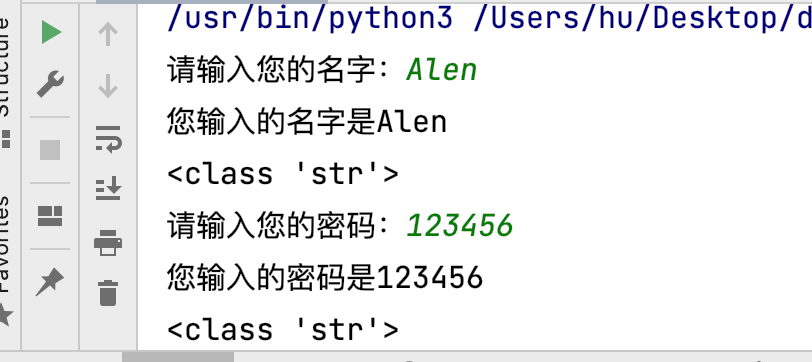 /usr/bin/python3 /Users/hu/Desktop/d
请输入您的名字：Alen
您输入的名字是Alen
<class 'str'>
请输入您的密码：123456
您输入的密码是123456
<class 'str'>
Structure
Favorites